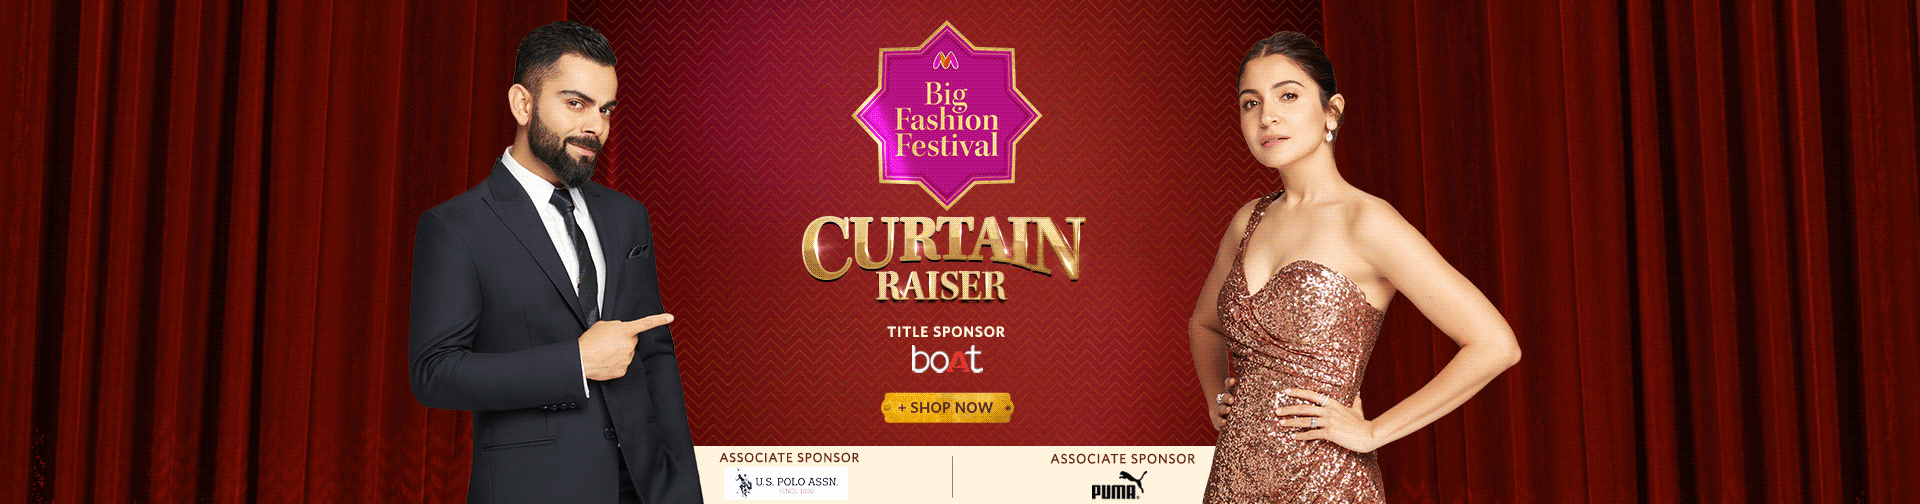 Big
Fashion
Festival
CURTAIN
RAISER
TITLE SPONSOR
boAt
+ SHOP NOW
ASSOCIATE SPONSOR
U.S. POLO ASSN.
SINCE 1890
ASSOCIATE SPONSOR
PUMA